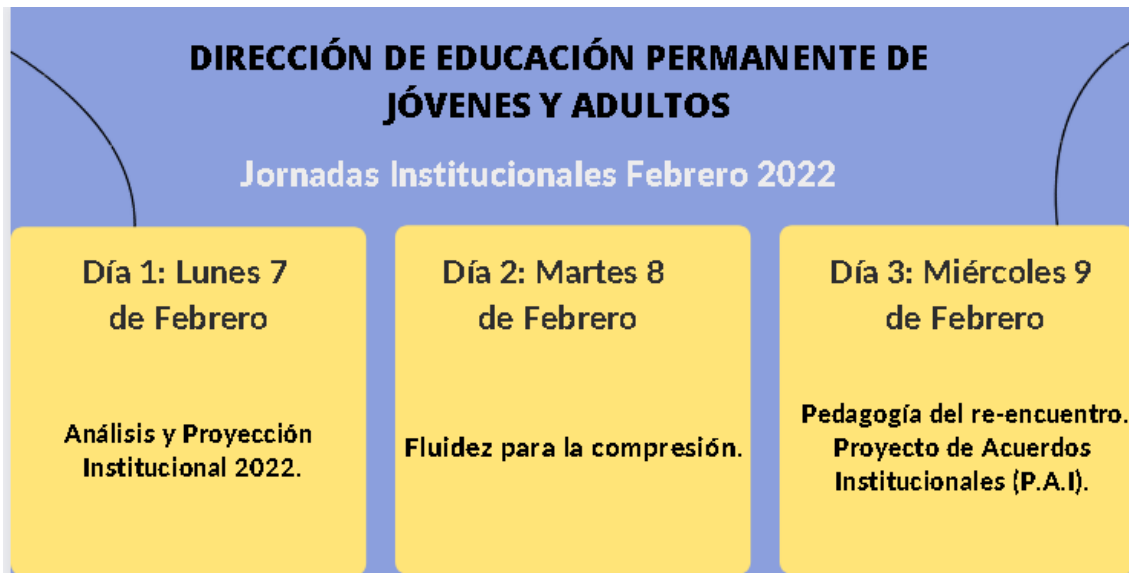 DIRECCIÓN DE EDUCACIÓN PERMANENTE DE
JÓVENES Y ADULTOS
Jornadas Institucionales Febrero 2022
Día 1: Lunes 7
de Febrero
Análisis y Proyección
Institucional 2022.
Día 2: Martes 8
de Febrero
Fluidez para la compresión.
Día 3: Miércoles 9
de Febrero
Pedagogía del re-encuentro.
Proyecto de Acuerdos
Institucionales (P.A.I).